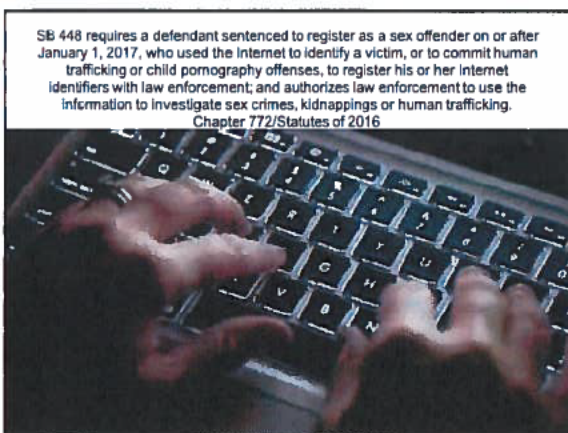 SB 448 requires a defendant sentenced to register as a sex offender on or after
January 1, 2017, who used the Internet to identify a victim, or to commit human
trafficking or child pornography offenses, to register his or her Internet
identifiers with law enforcement; and authorizes law enforcement to use the
information to investigate sex crimes, kidnappings or human trafficking.
Chapter 772/Statutes of 2016
Q
E R T Y U
G H
V B N